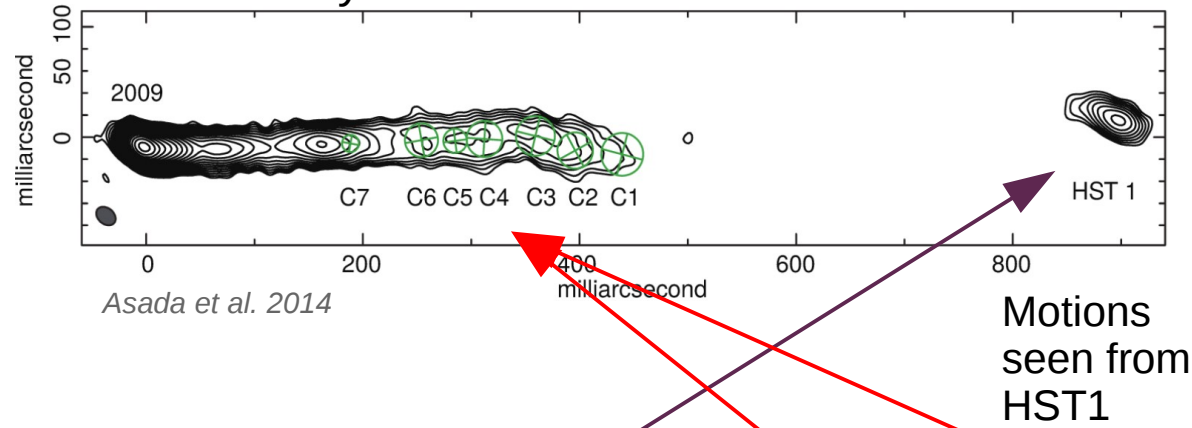 2009
C7 C6 C5 C4 C3 C2 C1
HST 1
100
50
0
milliarcsecond
0 200 400 600 800
milliarcsecond
Asada et al. 2014
Motions
seen from
HST1